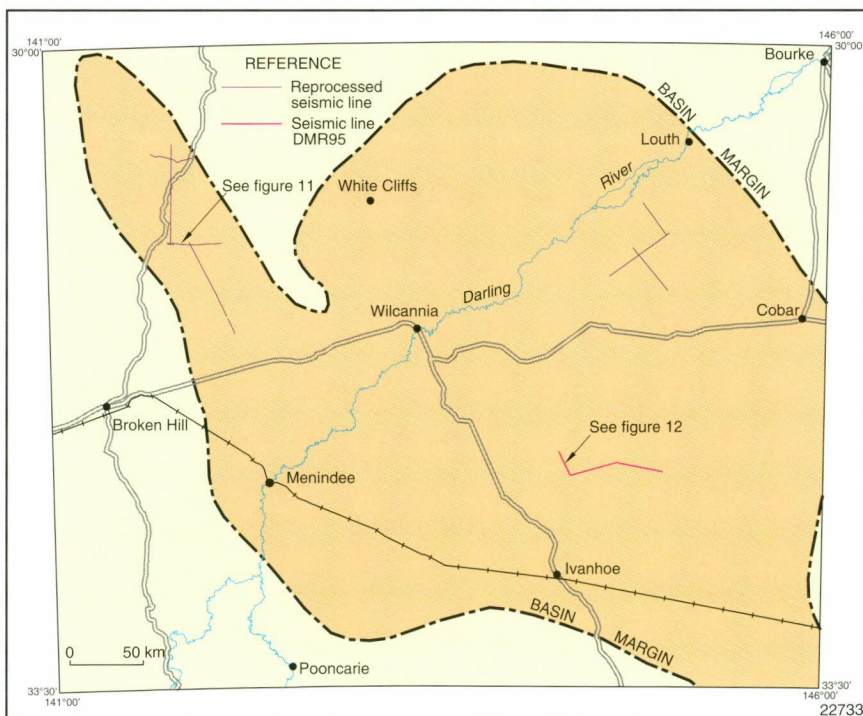 141°00'
30°00'
146°00'
30°00'
REFERENCE
Reprocessed
seismic line
Seismic line
DMR95
Bourke
BASIN
MARGIN
Louth
River
See figure 11
White Cliffs
Darling
Wilcannia
Cobar
Broken Hill
See figure 12
Menindee
Ivanhoe
BASIN
MARGIN
0 50 km
Pooncarie
33°30'
141°00'
33°30'
146°00'
22733